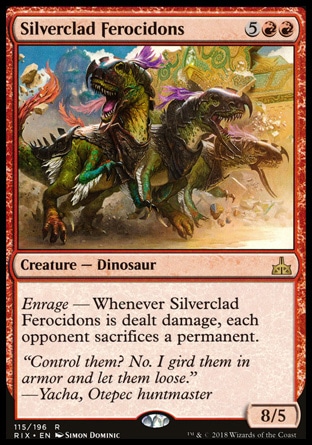 Silverclad Ferocidons 5
Creature — Dinosaur
Enrage — Whenever Silverclad
Ferocidons is dealt damage, each
opponent sacrifices a permanent.
“Control them? No. I gird them in
armor and let them loose.”
—Yacha, Otepec huntmaster
8/5
115/196 R
RIX • EN Simon Dominic
™ & © 2018 Wizards of the Coast